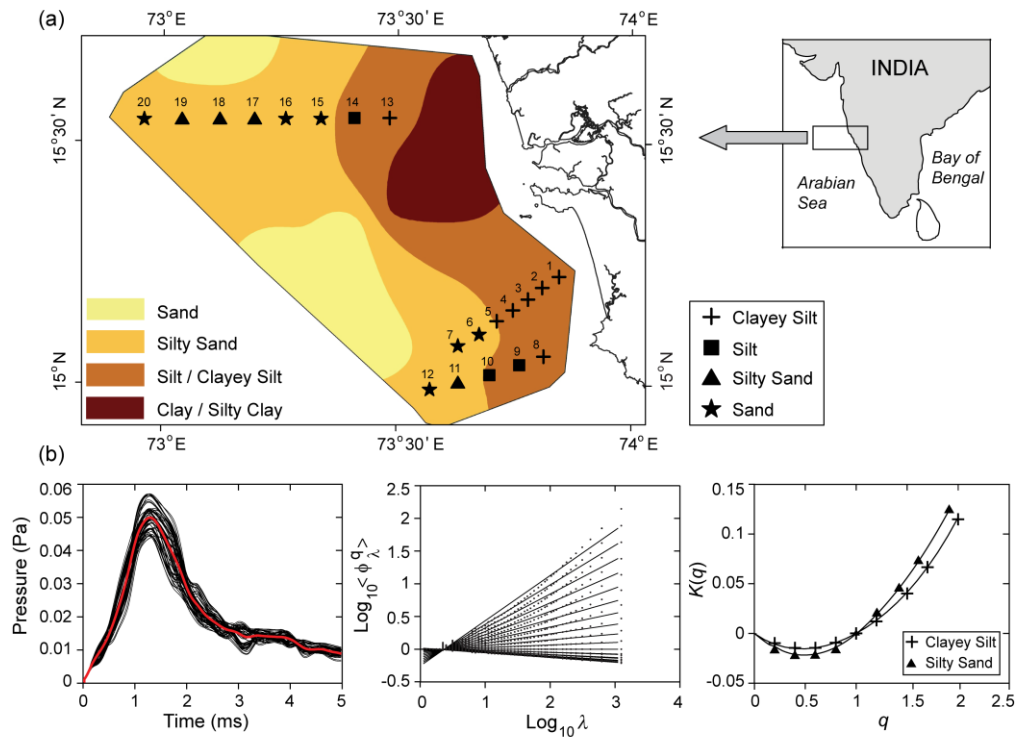 (a)
73°E
73°30' E
74°E
INDIA
Bay of
Bengal
Arabian
Sea
15°30' N
15°30' N
20
19
18
17
16
15
14
13
1
2
3
4
5
6
7
8
9
10
11
12
15°N
15°N
Sand
Silty Sand
Silt / Clayey Silt
Clay / Silty Clay
Clayey Silt
Silt
Silty Sand
Sand
73°E
73°30' E
74°E
(b)
Pressure (Pa)
0.06
0.05
0.04
0.03
0.02
0.01
0
0 1 2 3 4 5
Time (ms)
Log10<ϕqλ>
2.5
2
1.5
1
0.5
0
-0.5
0 1 2 3 4
Log10 λ
K(q)
0.1
0.05
0
-0.05
Clayey Silt
Silty Sand
0 0.5 1 1.5 2 2.5
q